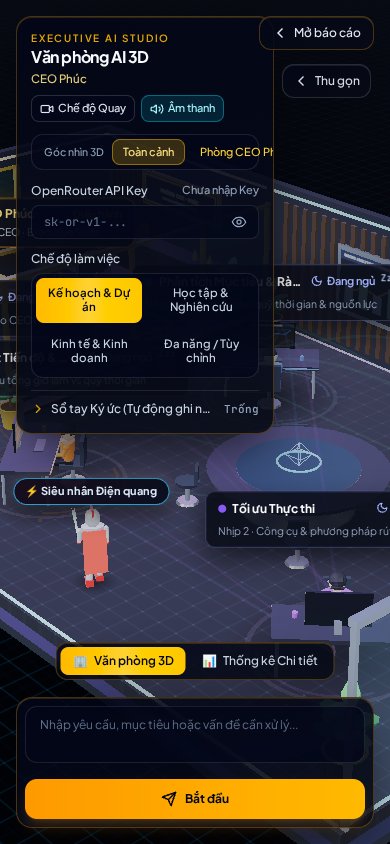 EXECUTIVE AI STUDIO
Mở báo cáo
Văn phòng AI 3D
CEO Phúc
Thu gọn
Chế độ Quay
Âm thanh
Góc nhìn 3D
Toàn cảnh
Phòng CEO Ph
OpenRouter API Key
Chưa nhập Key
sk-or-v1-...
Chế độ làm việc
Kế hoạch & Dự
án
Học tập &
Nghiên cứu
& Rà...
Đang ngủ
thời gian & nguồn lực
Kinh tế & Kinh
doanh
Đa năng / Tùy
chỉnh
Sổ tay Ký ức (Tự động ghi n...
Trống
⚡ Siêu nhân Điện quang
Tối ưu Thực thi
Nhịp 2 · Công cụ & phương pháp rú
Văn phòng 3D
Thống kê Chi tiết
Nhập yêu cầu, mục tiêu hoặc vấn đề cần xử lý...
Bắt đầu